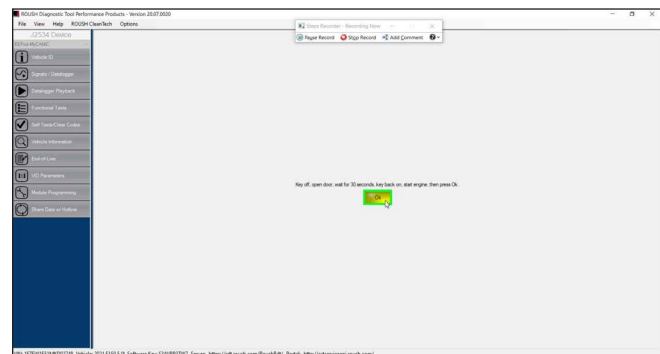 ROUSH Diagnostic Tool Performance Products - Version 20.07.0020
File View Help ROUSH CleanTech Options
Steps Recorder - Recording Now
Pause Record Stop Record Add Comment
J2534 Device
Vehicle ID
Signals / Datalogger
Datalogger Playback
Functional Tests
Self Tests/Clear Codes
Vehicle Information
End-of-Line
VID Parameters
Module Programming
Share Data or Hotline
Key off, open door, wait for 30 seconds, key back on, start engine, then press Ok.
Ok